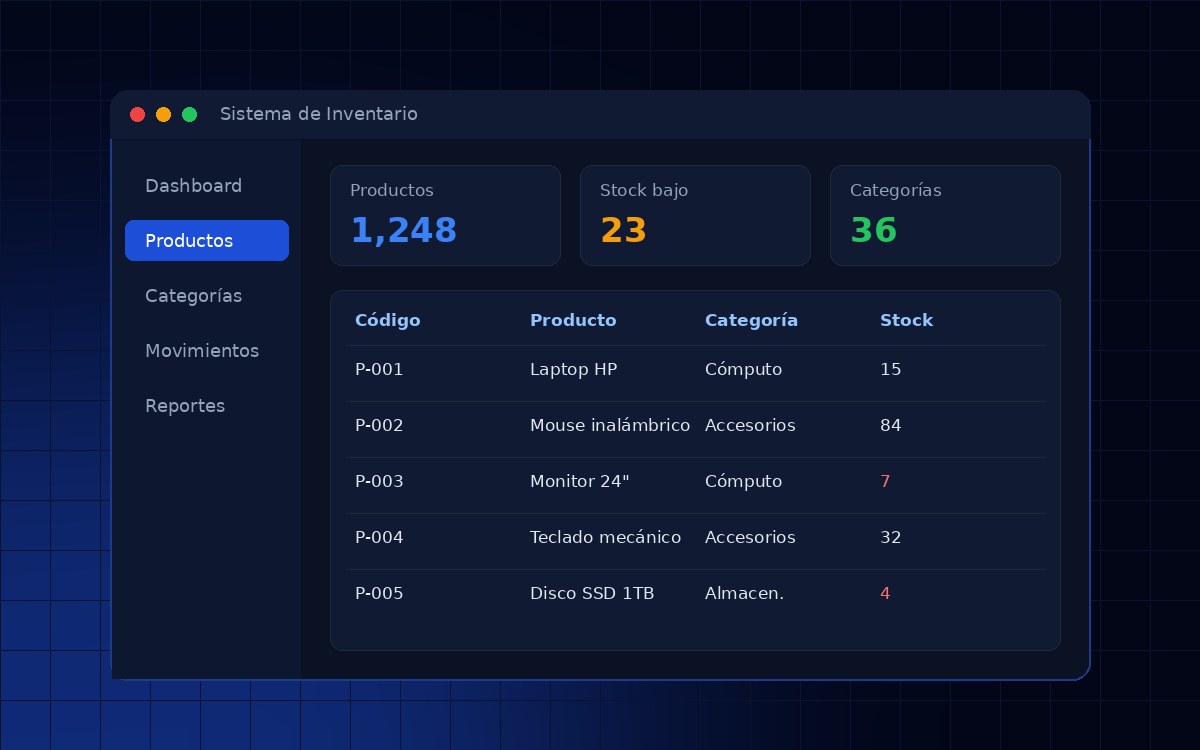 Sistema de Inventario
Dashboard
Productos
Categorías
Movimientos
Reportes
Productos Stock bajo Categorías
1,248 23 36
Código Producto Categoría Stock
P-001 Laptop HP Cómputo 15
P-002 Mouse inalámbrico Accesorios 84
P-003 Monitor 24" Cómputo 7
P-004 Teclado mecánico Accesorios 32
P-005 Disco SSD 1TB Almacen. 4